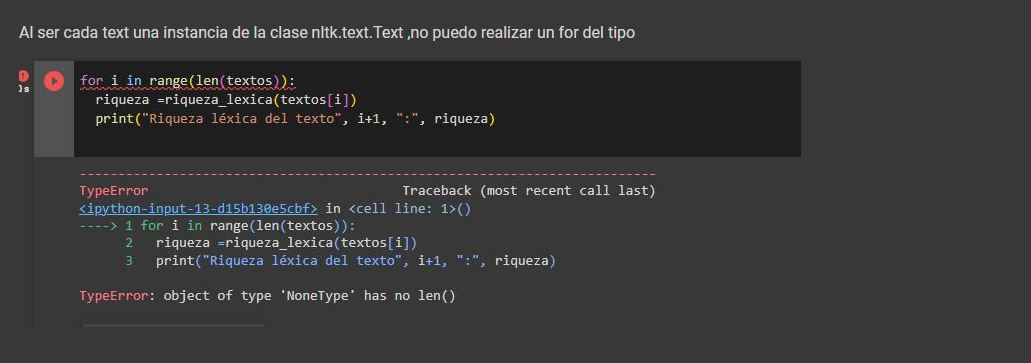 Al ser cada text una instancia de la clase nltk.text.Text ,no puedo realizar un for del tipo
for i in range(len(textos)):
  riqueza =riqueza_lexica(textos[i])
  print("Riqueza léxica del texto", i+1, ":", riqueza)
---------------------------------------------------------------------------
TypeError                                 Traceback (most recent call last)
<ipython-input-13-d15b130e5cbf> in <cell line: 1>()
----> 1 for i in range(len(textos)):
      2   riqueza =riqueza_lexica(textos[i])
      3   print("Riqueza léxica del texto", i+1, ":", riqueza)
TypeError: object of type 'NoneType' has no len()